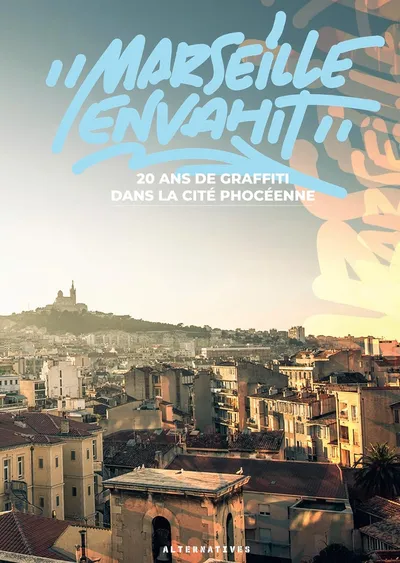 "MARSEILLE
ENVAHIT"
20 ANS DE GRAFFITI
DANS LA CITÉ PHOCÉENNE
ALTERNATIVES